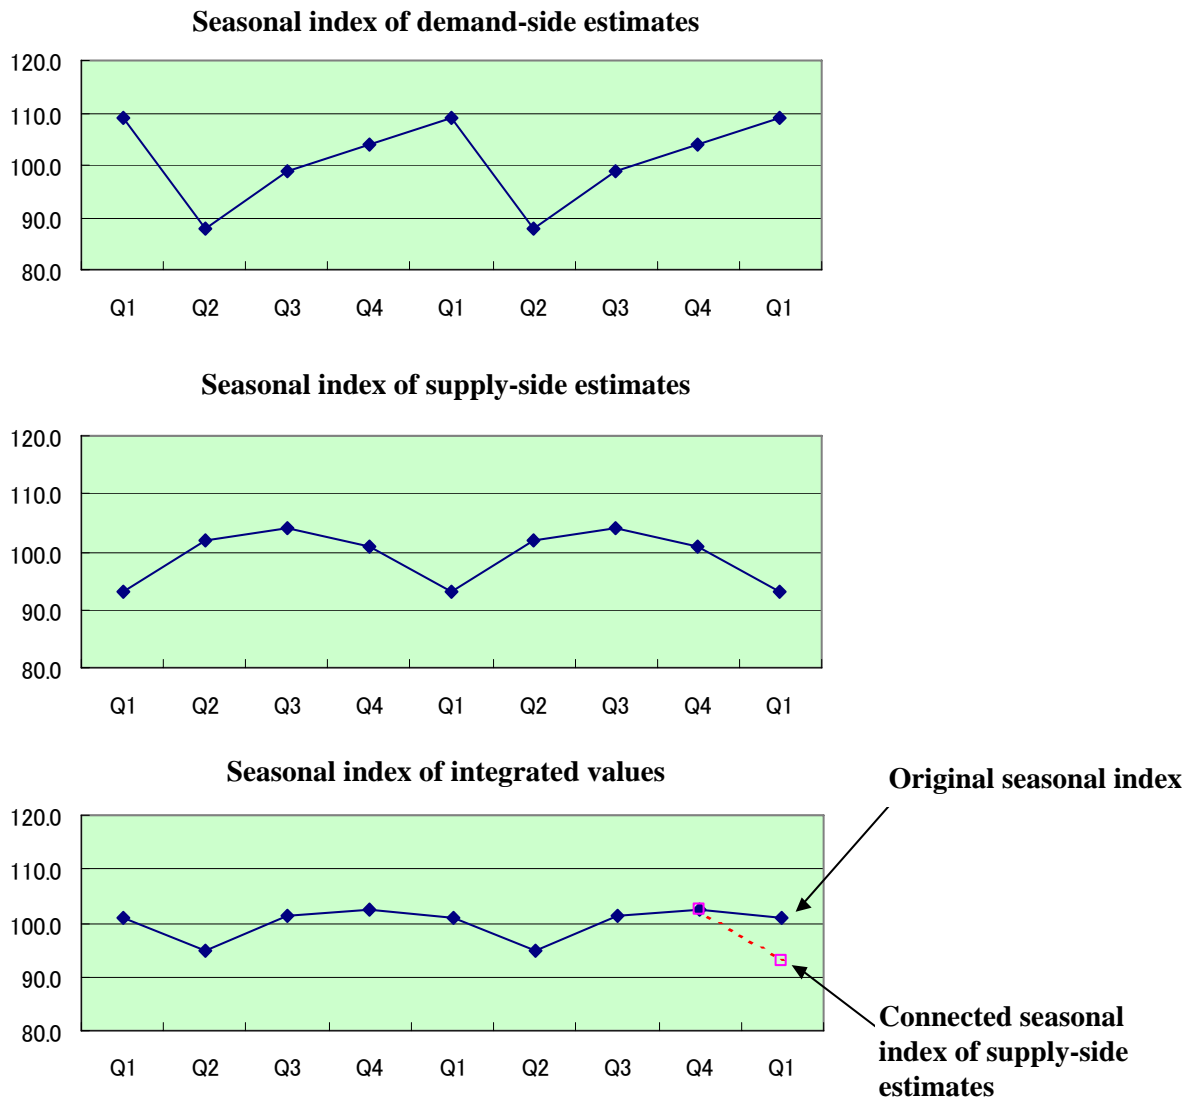 Seasonal index of demand-side estimates
120.0
110.0
100.0
90.0
80.0
Q1 Q2 Q3 Q4 Q1 Q2 Q3 Q4 Q1
Seasonal index of supply-side estimates
120.0
110.0
100.0
90.0
80.0
Q1 Q2 Q3 Q4 Q1 Q2 Q3 Q4 Q1
Seasonal index of integrated values
Original seasonal index
120.0
110.0
100.0
90.0
80.0
Q1 Q2 Q3 Q4 Q1 Q2 Q3 Q4 Q1
Connected seasonal
index of supply-side
estimates